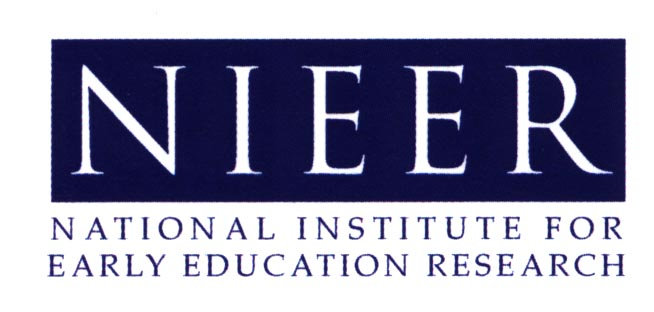 NIEER
NATIONAL INSTITUTE FOR
EARLY EDUCATION RESEARCH